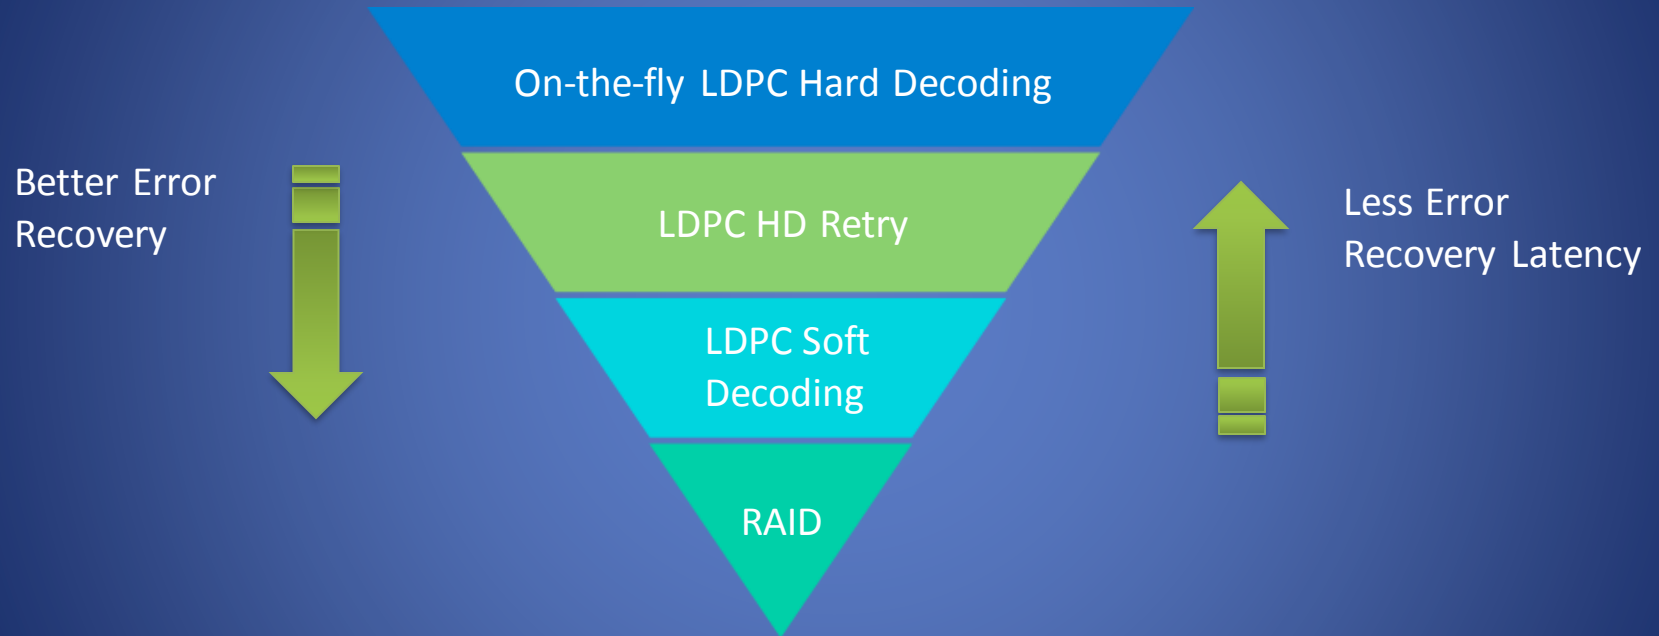 On-the-fly LDPC Hard Decoding
Better Error
Recovery
LDPC HD Retry
Less Error
Recovery Latency
LDPC Soft
Decoding
RAID